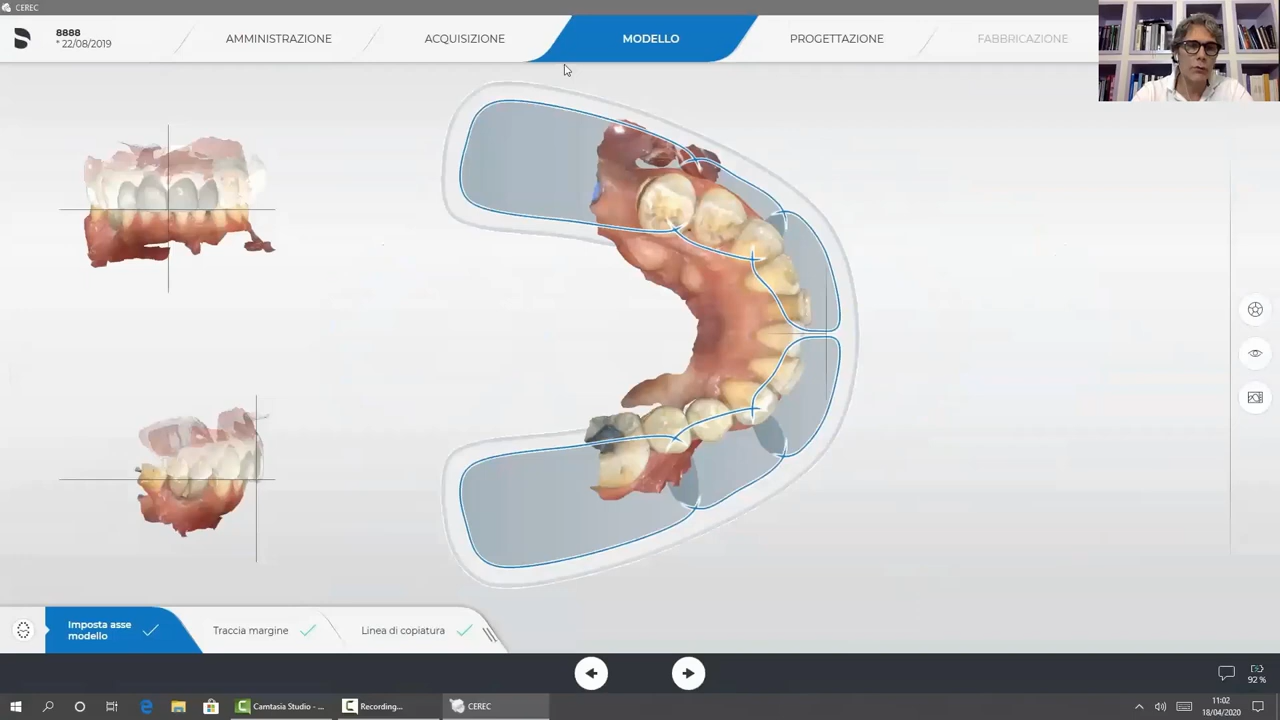 CEREC
8888
* 22/08/2019
AMMINISTRAZIONE
ACQUISIZIONE
MODELLO
PROGETTAZIONE
FABBRICAZIONE
Imposta asse
modello
Traccia margine
Linea di copiatura
92 %
Camtasia Studio - ...
Recording...
CEREC
11:02
18/04/2020